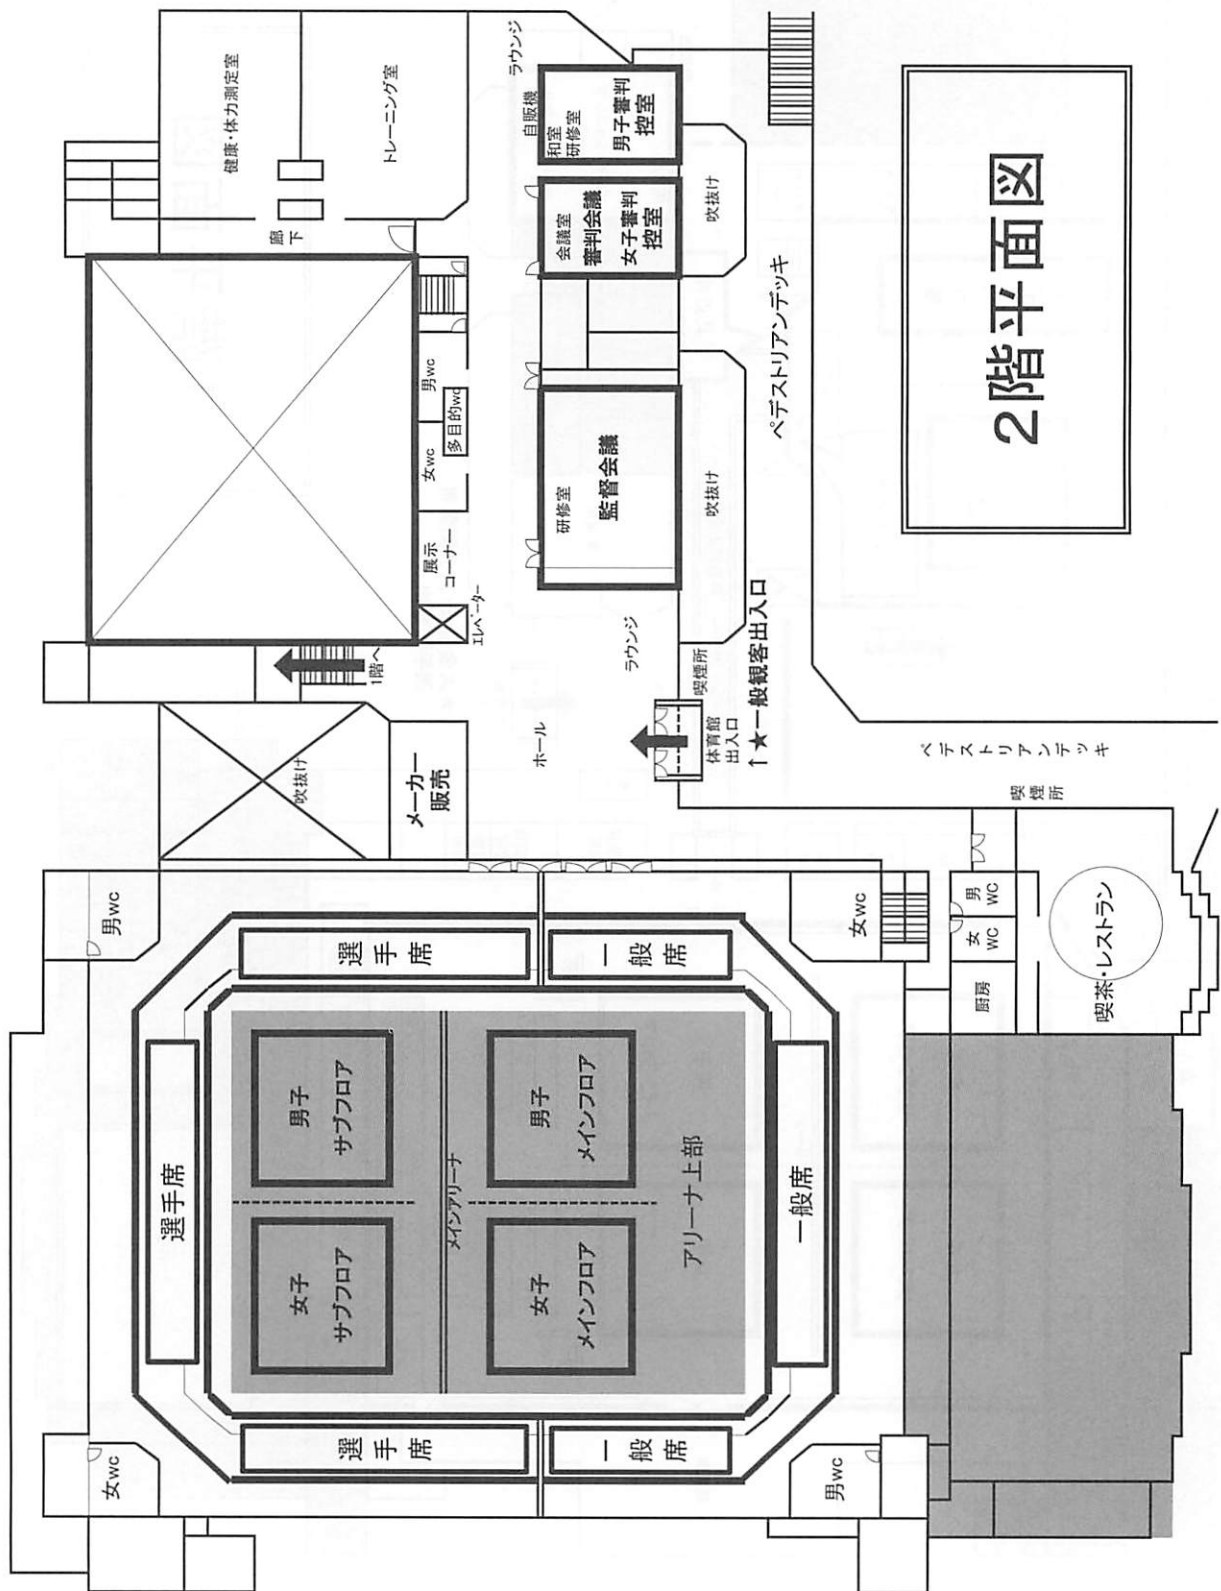 2階平面図
女wc
選手席
男wc
選手席
選手席
女子
サブフロア
男子
サブフロア
メインアリーナ
女子
メインフロア
男子
メインフロア
アリーナ上部
一般席
一般席
一般席
男wc
女wc
吹抜け
メーカー
販売
1階へ
エレベーター
展示
コーナー
女wc
多目的wc
男wc
廊下
健康・体力測定室
トレーニング室
ホール
ラウンジ
ラウンジ
自販機
研修室
監督会議
会議室
審判会議
女子審判
控室
和室
研修室
男子審判
控室
吹抜け
吹抜け
喫煙所
体育館
出入口
↑★一般観客出入口
ペデストリアンデッキ
ペデストリアンデッキ
喫煙所
厨房
女
WC
男
WC
喫茶・レストラン